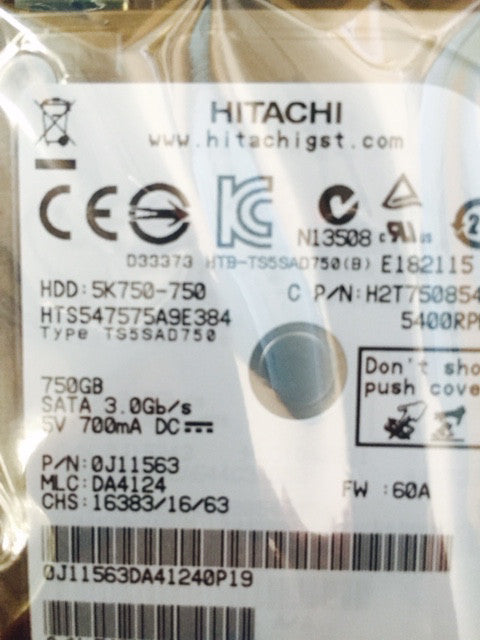 HITACHI
www.hitachigst.com
N13508 c us
D33373 HTB-TS5SAD750(B) E182115
HDD:5K750-750 C P/N:H2T750854
HTS547575A9E384 5400RP
Type TS5SAD750
Don't sho
push cove
750GB
SATA 3.0Gb/s
5V 700mA DC
P/N:0J11563
MLC:DA4124 FW :60A
CHS:16383/16/63
0J11563DA41240P19